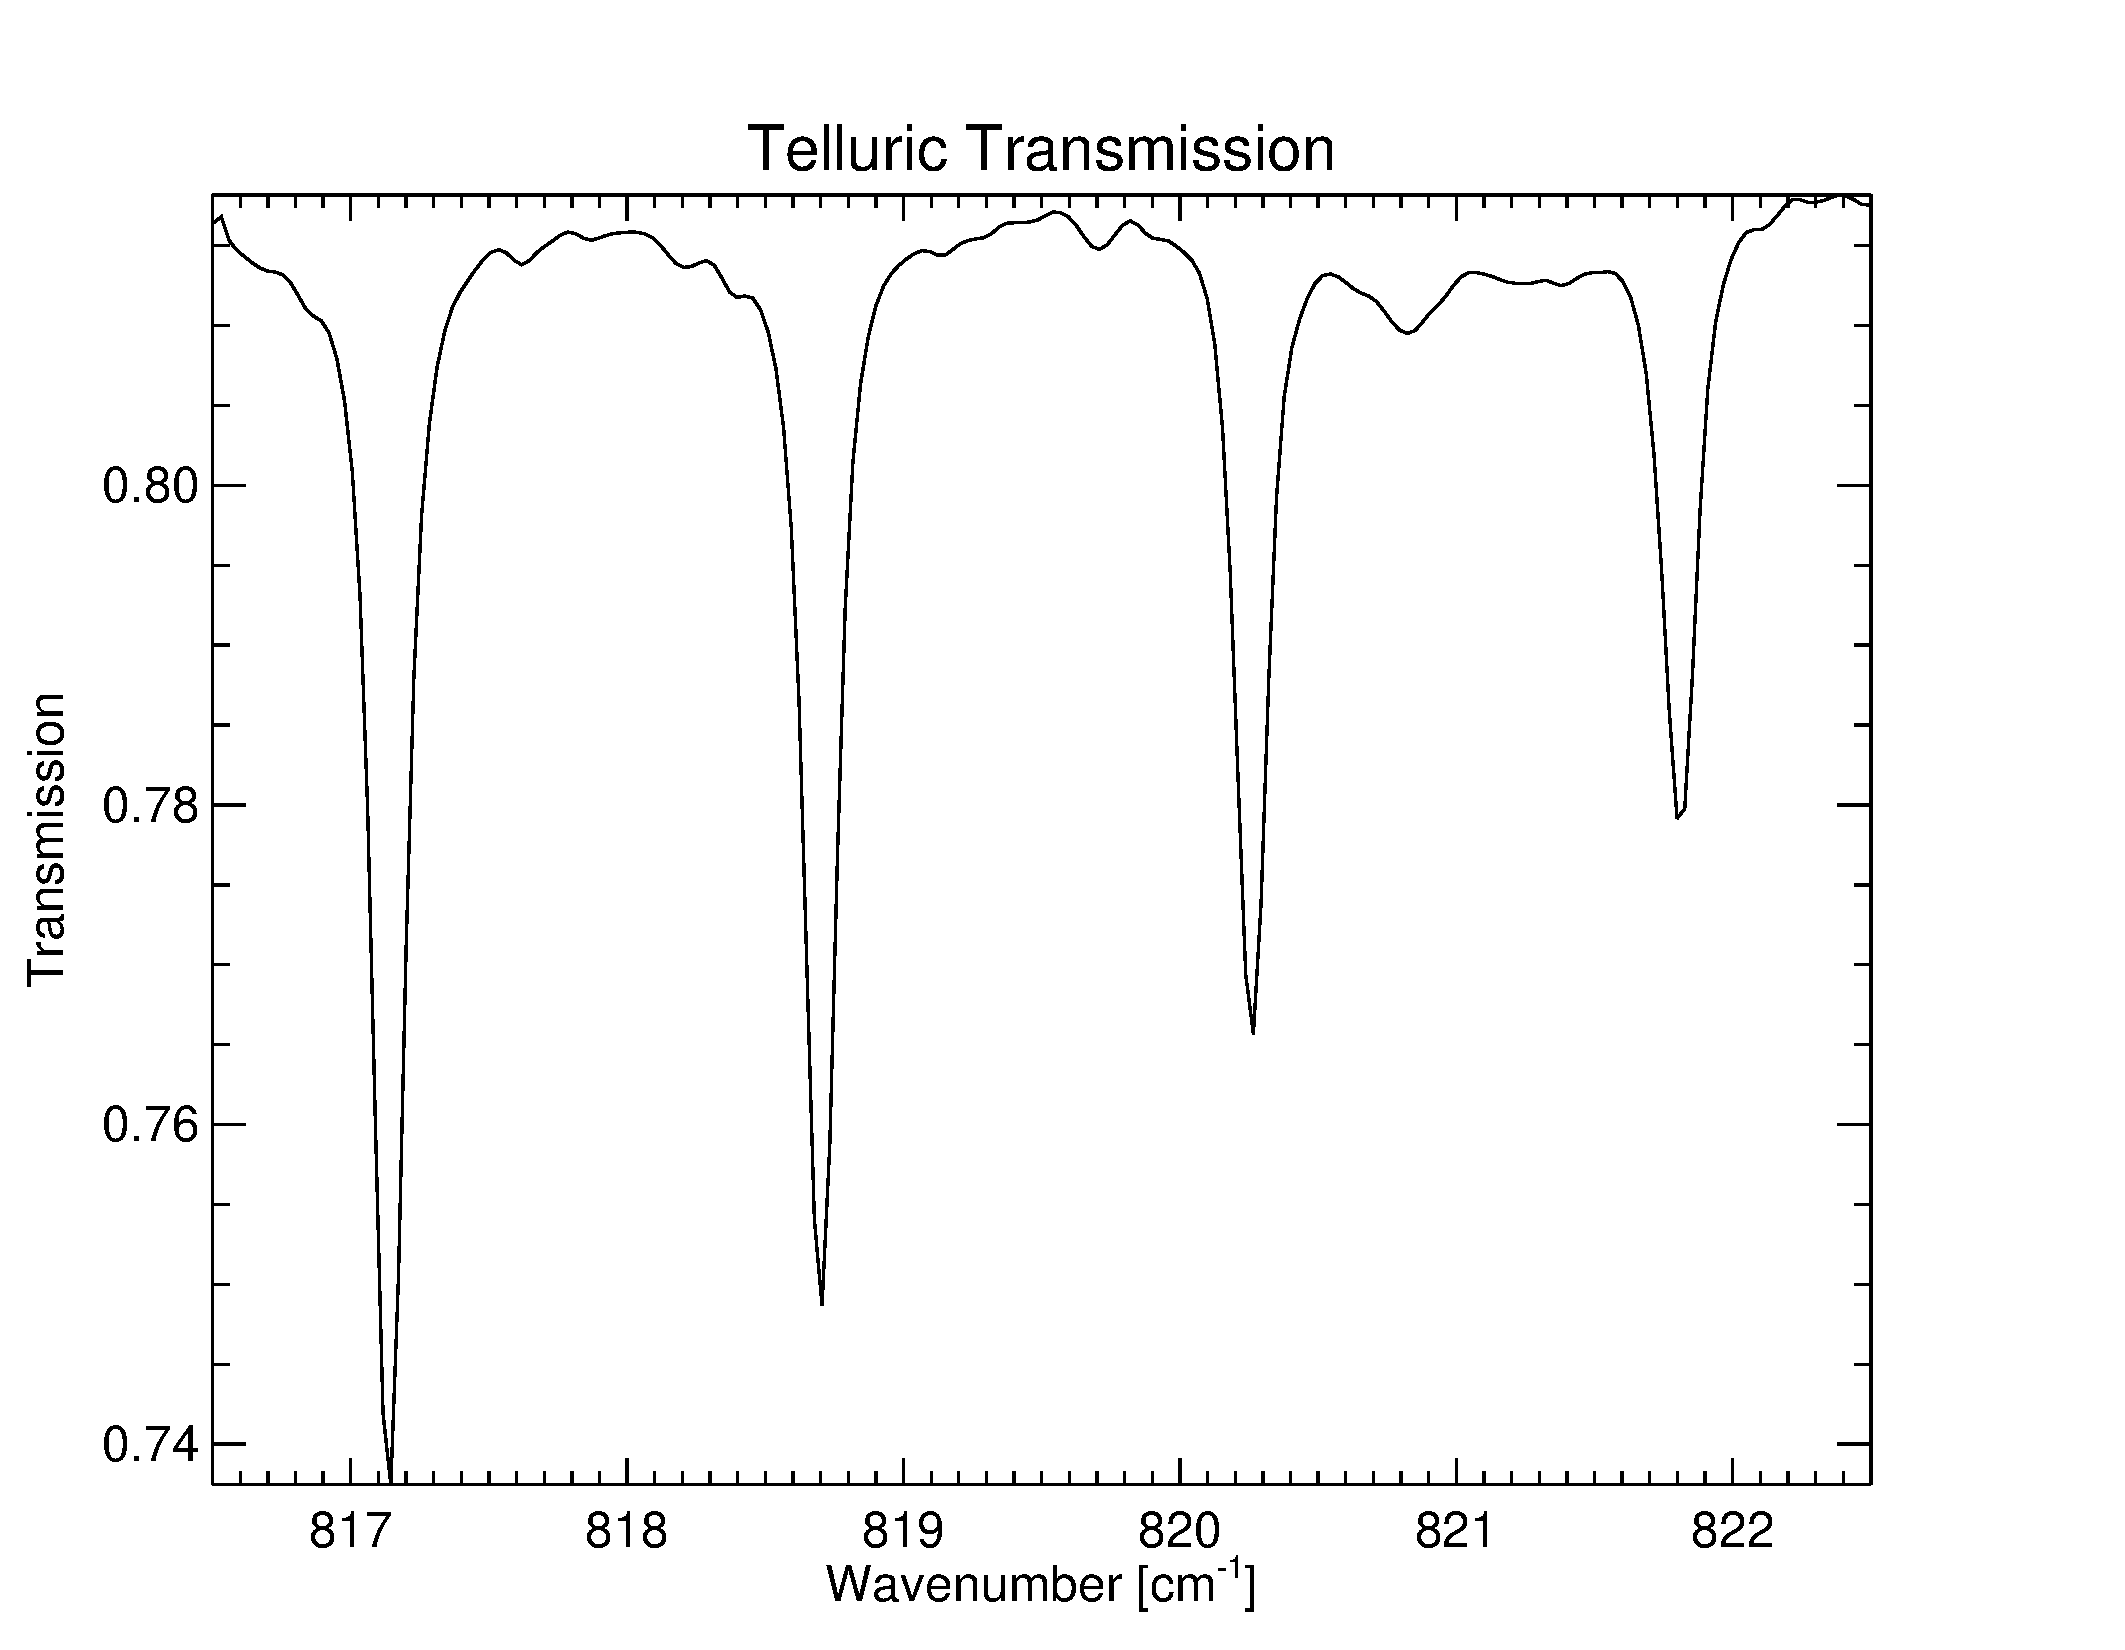 Telluric Transmission
Transmission
0.80
0.78
0.76
0.74
817 818 819 820 821 822
Wavenumber [cm⁻¹]